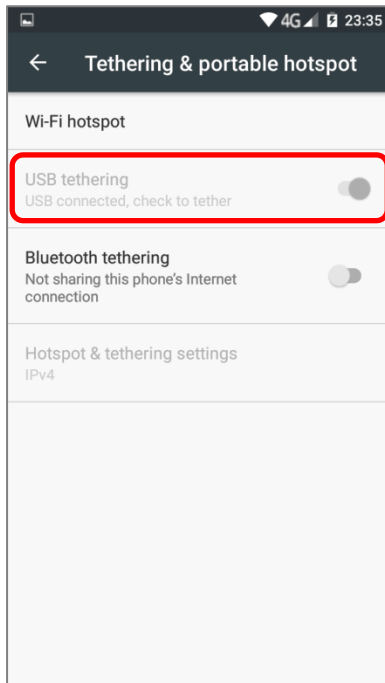 4G 23:35
Tethering & portable hotspot
Wi-Fi hotspot
USB tethering
USB connected, check to tether
Bluetooth tethering
Not sharing this phone's Internet
connection
Hotspot & tethering settings
IPv4